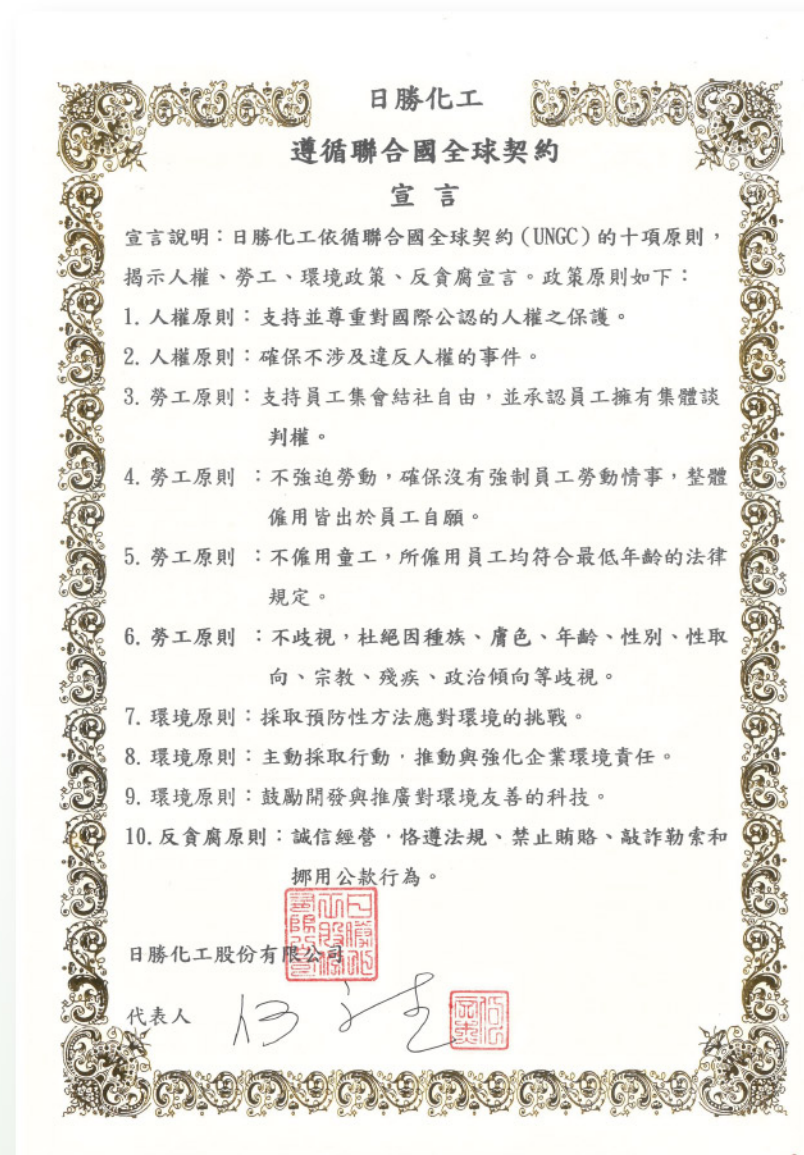 日勝化工
遵循聯合國全球契約
宣言
宣言說明：日勝化工依循聯合國全球契約(UNGC)的十項原則，
揭示人權、勞工、環境政策、反貪腐宣言。政策原則如下：
1. 人權原則：支持並尊重對國際公認的人權之保護。
2. 人權原則：確保不涉及違反人權的事件。
3. 勞工原則：支持員工集會結社自由，並承認員工擁有集體談
判權。
4. 勞工原則 ：不強迫勞動，確保沒有強制員工勞動情事，整體
僱用皆出於員工自願。
5. 勞工原則 ：不僱用童工，所僱用員工均符合最低年齡的法律
規定。
6. 勞工原則 ：不歧視，杜絕因種族、膚色、年齡、性別、性取
向、宗教、殘疾、政治傾向等歧視。
7. 環境原則：採取預防性方法應對環境的挑戰。
8. 環境原則：主動採取行動，推動與強化企業環境責任。
9. 環境原則：鼓勵開發與推廣對環境友善的科技。
10. 反貪腐原則：誠信經營，恪遵法規、禁止賄賂、敲詐勒索和
挪用公款行為。
日勝化工股份有限公司
代表人